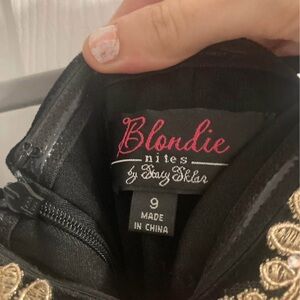 Blondie
nites
by Stacy Sklar
9
MADE
IN CHINA